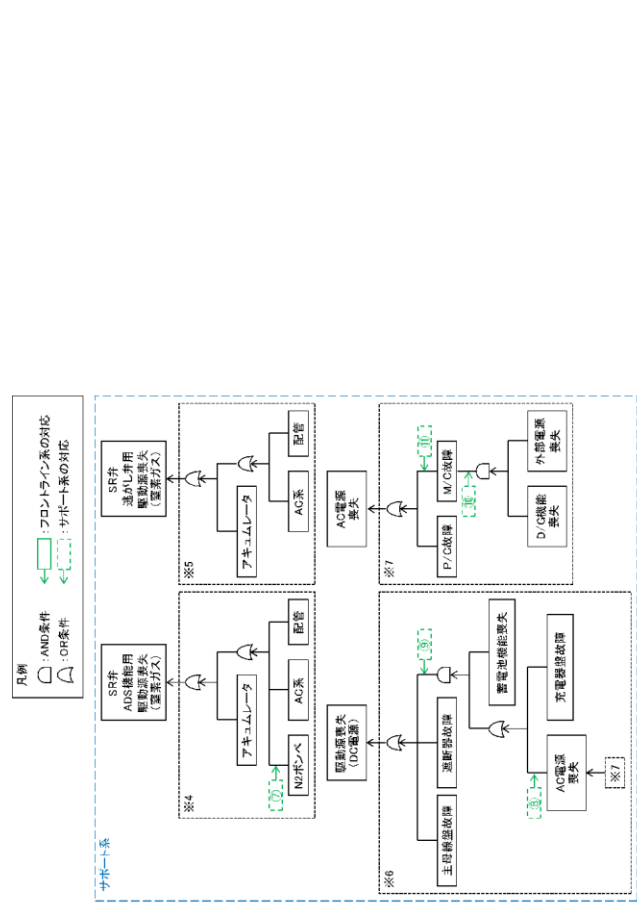 凡例
:AND条件
:OR条件
:フロントライン系の対応
:サポート系の対応
サポート系
SR弁
ADS機能用
駆動源喪失
(窒素ガス)
※4
アキュムレータ
⑦
N2ボンベ
AC系
配管
SR弁
逃がし弁用
駆動源喪失
(窒素ガス)
※5
アキュムレータ
AC系
配管
駆動源喪失
(DC電源)
※6
主母線盤故障
遮断器故障
⑨
蓄電池機能喪失
⑧
AC電源
喪失
充電器盤故障
※7
AC電源
喪失
※7
P/C故障
M/C故障
D/G機能
喪失
外部電源
喪失